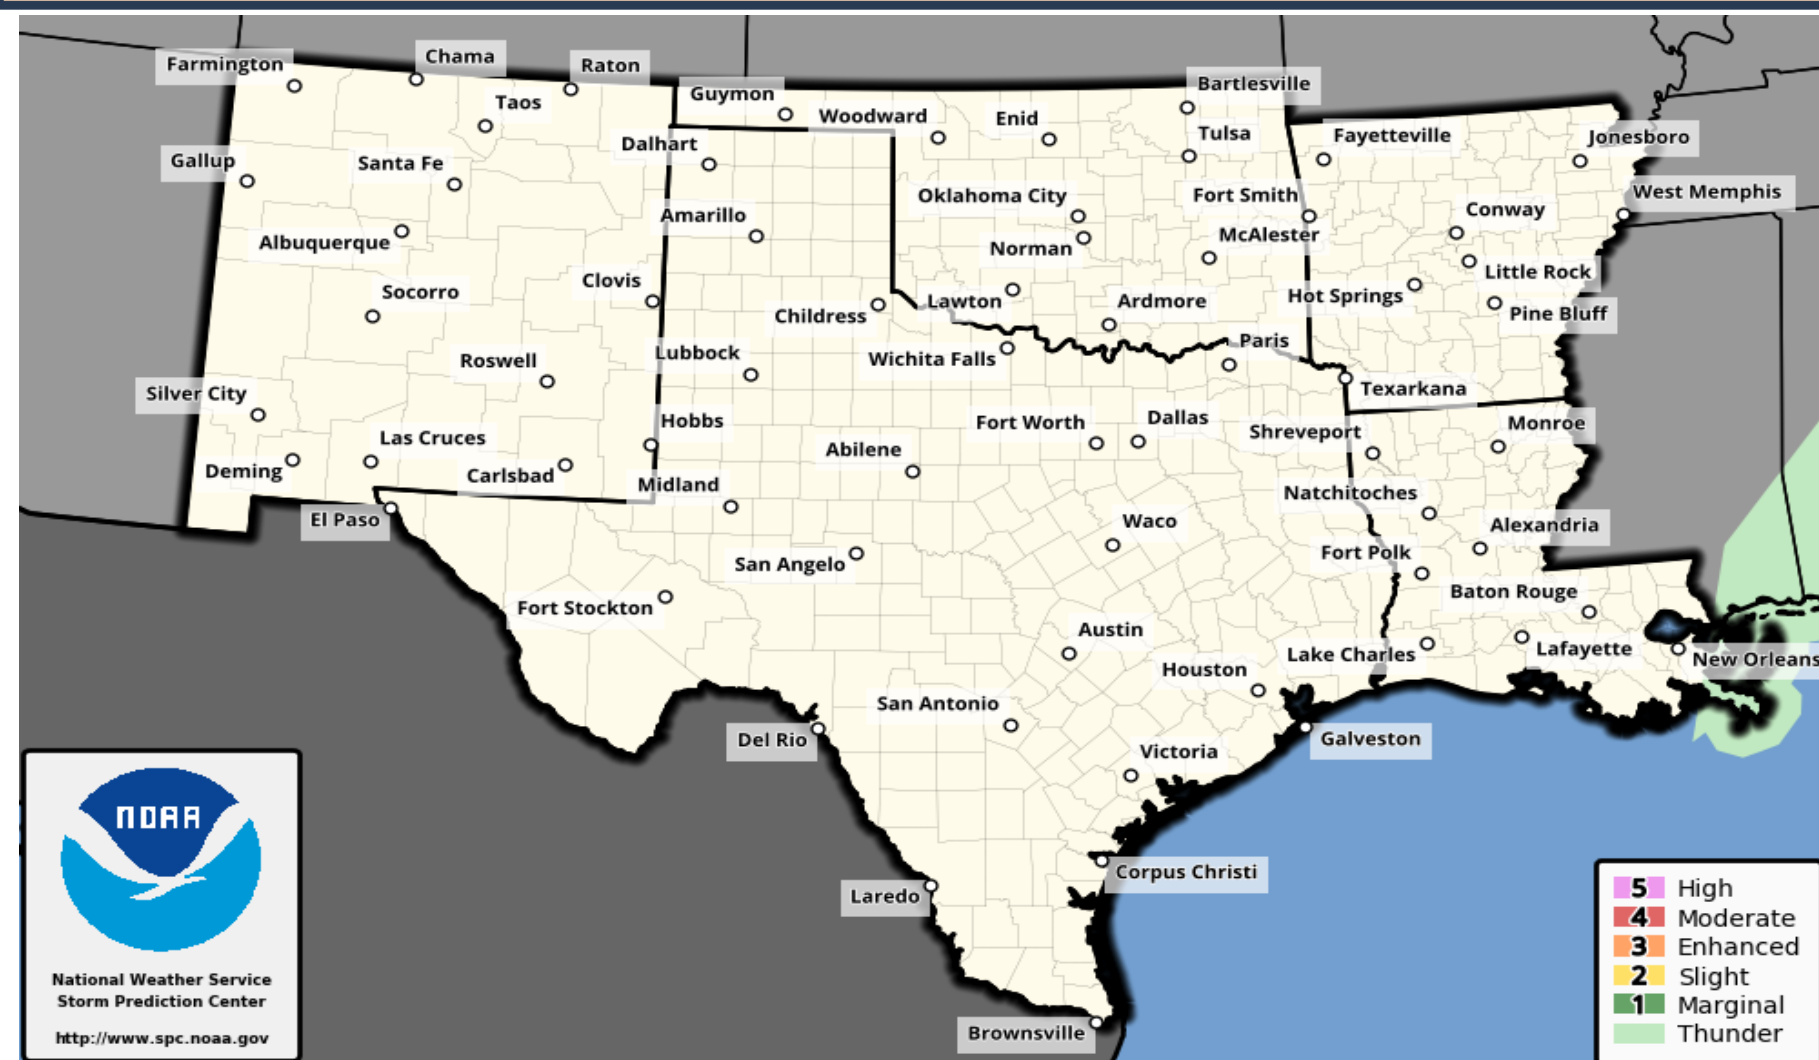 Farmington
Chama
Raton
Taos
Guymon
Woodward
Enid
Bartlesville
Tulsa
Fayetteville
Jonesboro
Gallup
Santa Fe
Dalhart
Oklahoma City
Fort Smith
Conway
West Memphis
Albuquerque
Amarillo
Norman
McAlester
Little Rock
Socorro
Clovis
Childress
Lawton
Ardmore
Hot Springs
Pine Bluff
Roswell
Lubbock
Wichita Falls
Paris
Texarkana
Silver City
Las Cruces
Hobbs
Abilene
Fort Worth
Dallas
Shreveport
Monroe
Deming
Carlsbad
Midland
Natchitoches
El Paso
San Angelo
Waco
Fort Polk
Alexandria
Fort Stockton
Austin
Baton Rouge
Houston
Lake Charles
Lafayette
New Orleans
Del Rio
San Antonio
Victoria
Galveston
Laredo
Corpus Christi
Brownsville
NOAA
National Weather Service
Storm Prediction Center
http://www.spc.noaa.gov
5 High
4 Moderate
3 Enhanced
2 Slight
1 Marginal
Thunder